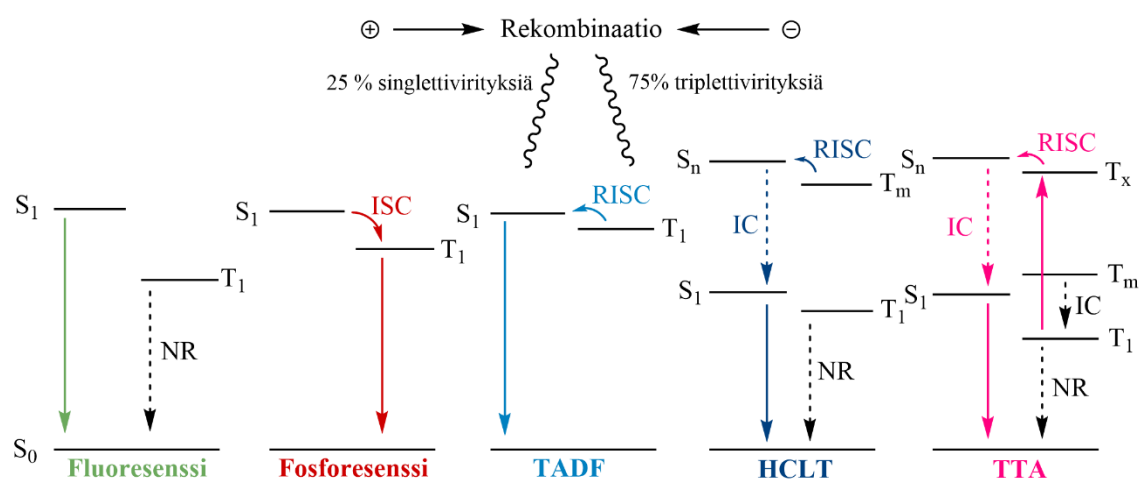 ⊕ Rekombinaatio ⊖
25 % singlettivirityksiä
75% triplettivirityksiä
S1
T1
NR
S0
Fluoresenssi
S1
ISC
T1
Fosforesenssi
S1
RISC
T1
TADF
Sn
RISC
Tm
IC
S1
T1
NR
HCLT
Sn
RISC
Tx
IC
S1
Tm
IC
T1
NR
TTA